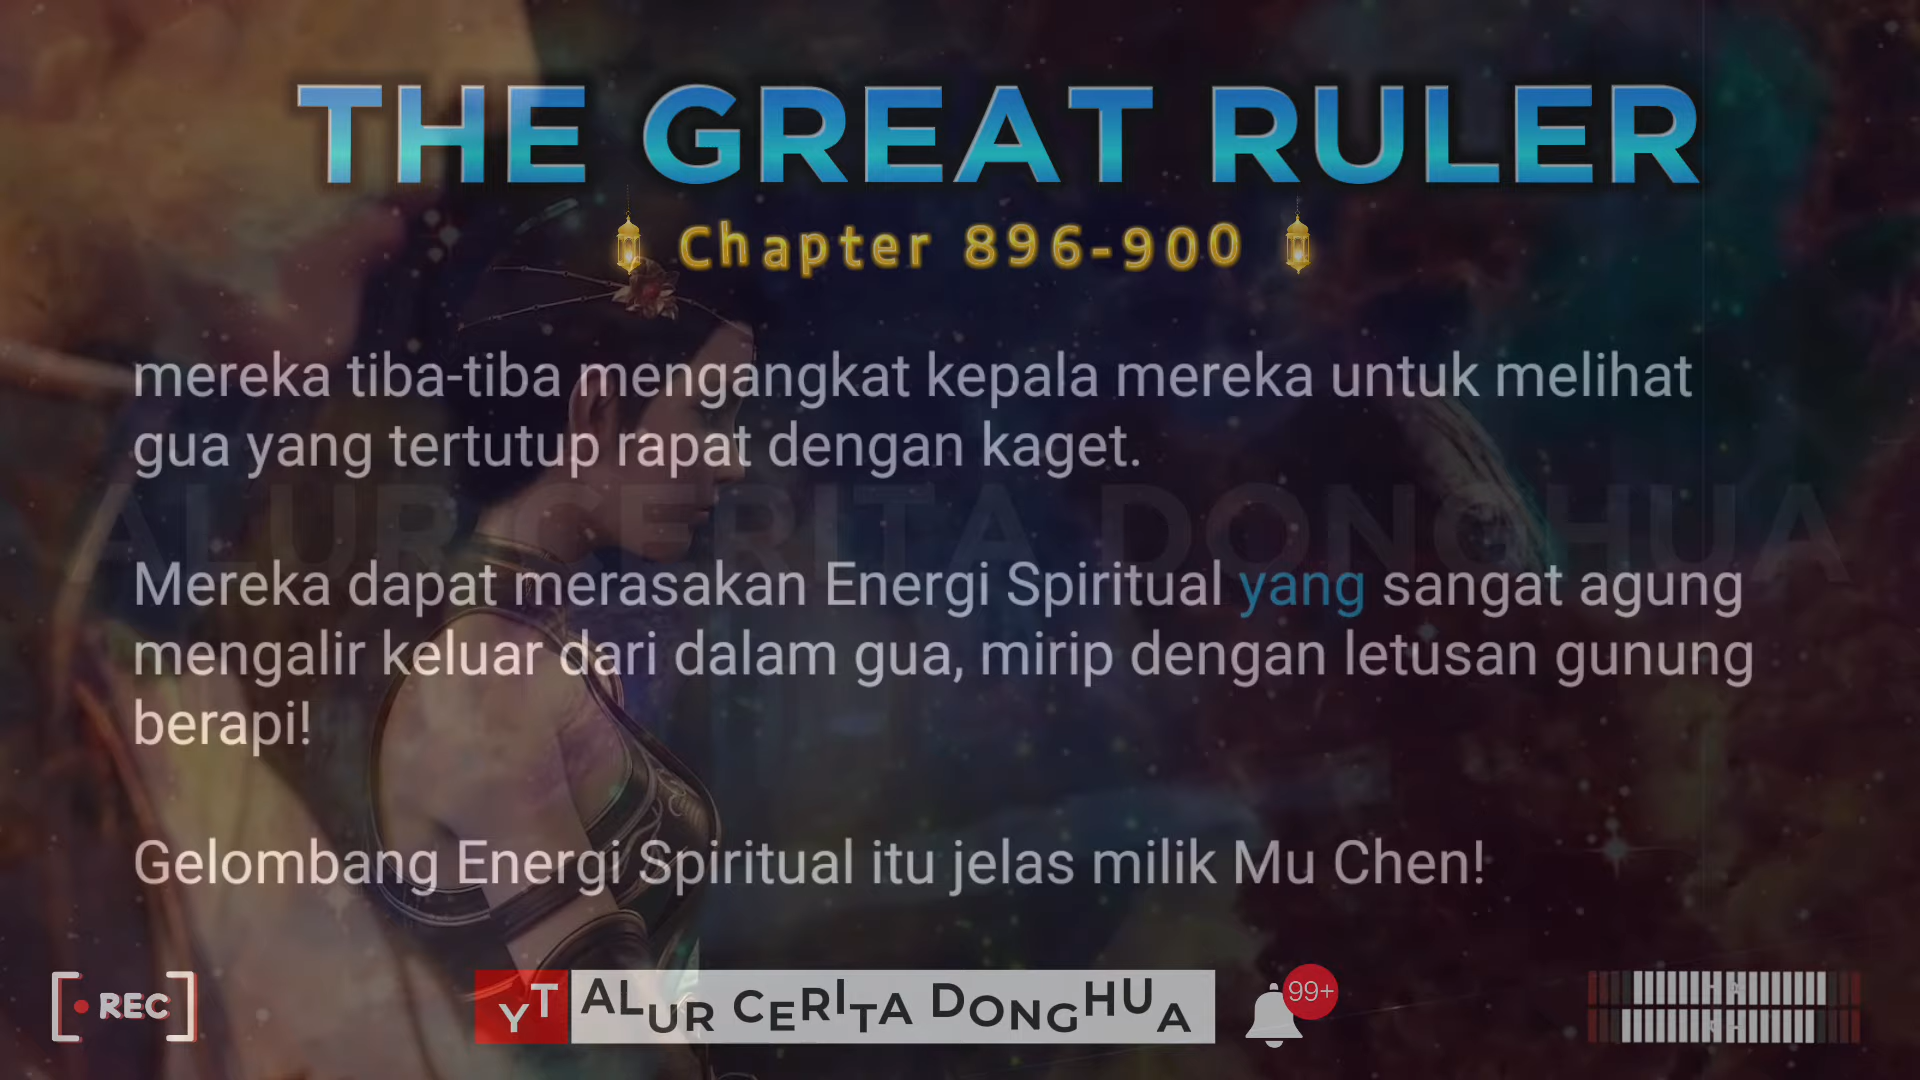 THE GREAT RULER
Chapter 896-900
mereka tiba-tiba mengangkat kepala mereka untuk melihat
gua yang tertutup rapat dengan kaget.
ALUR CERITA DONGHUA
Mereka dapat merasakan Energi Spiritual yang sangat agung
mengalir keluar dari dalam gua, mirip dengan letusan gunung
berapi!
Gelombang Energi Spiritual itu jelas milik Mu Chen!
REC
YT ALUR CERITA DONGHUA
99+